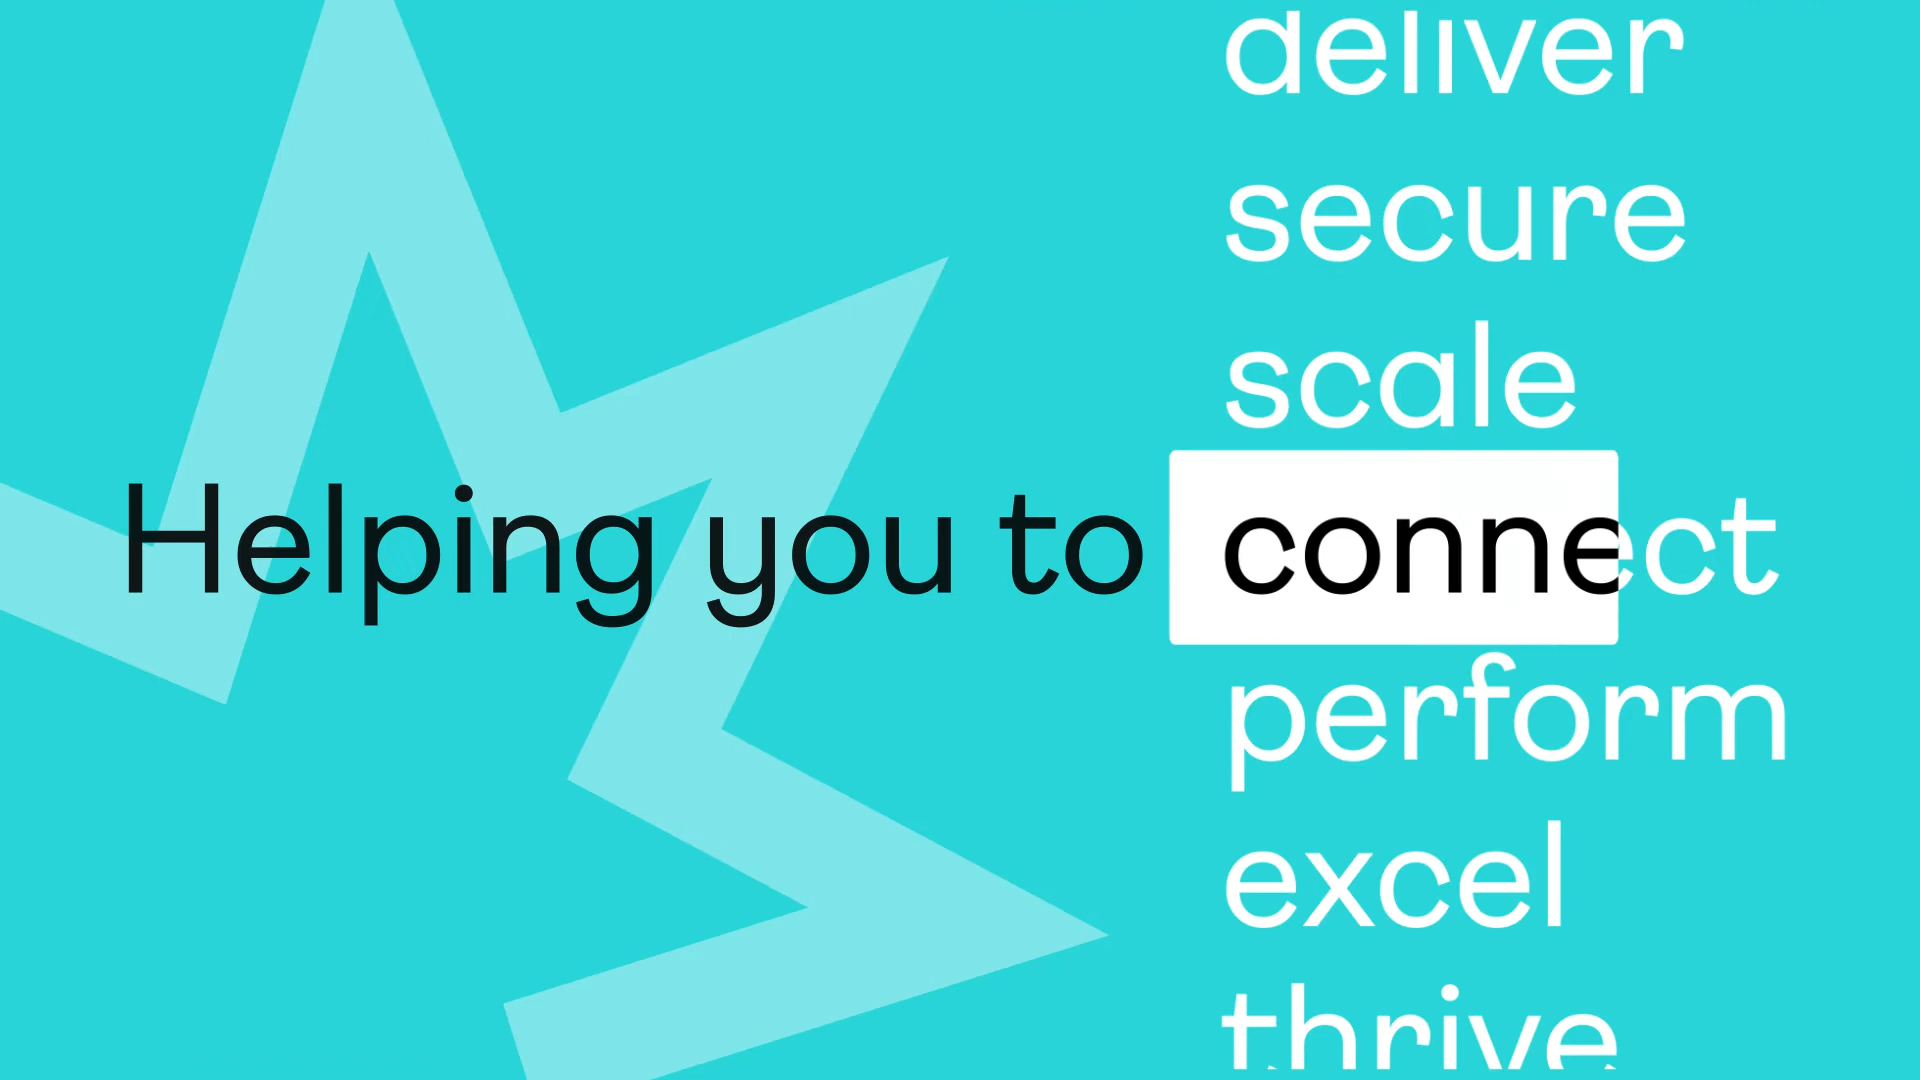 deliver
secure
scale
Helping you to connect
perform
excel
thrive